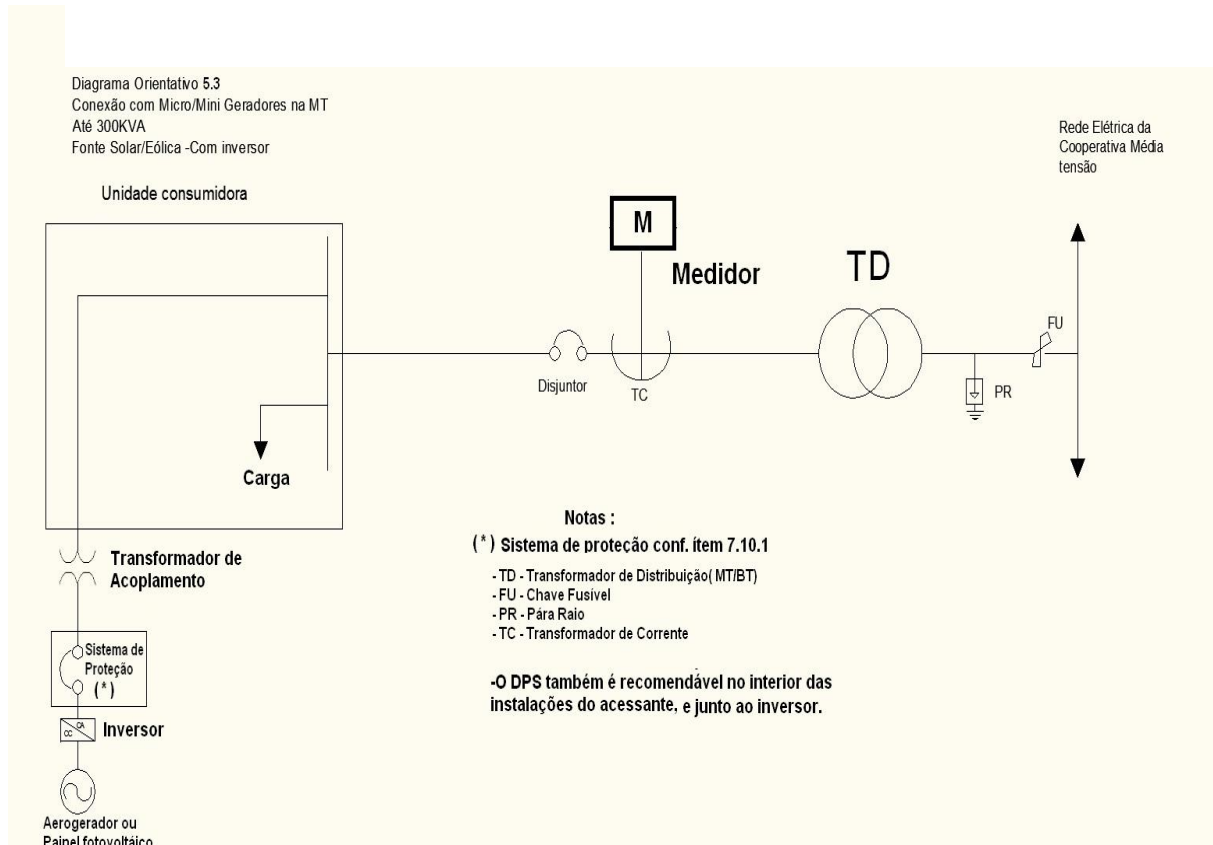 Diagrama Orientativo 5.3
Conexão com Micro/Mini Geradores na MT
Até 300KVA
Fonte Solar/Eólica -Com inversor
Rede Elétrica da
Cooperativa Média
tensão
Unidade consumidora
M
Medidor
TD
FU
Disjuntor
TC
PR
Carga
Notas :
(*) Sistema de proteção conf. ítem 7.10.1
- TD - Transformador de Distribuição( MT/BT)
- FU - Chave Fusível
- PR - Pára Raio
- TC - Transformador de Corrente
-O DPS também é recomendável no interior das
instalações do acessante, e junto ao inversor.
Transformador de
Acoplamento
Sistema de
Proteção
(*)
CA
CC
Inversor
Aerogerador ou
Painel fotovoltáico